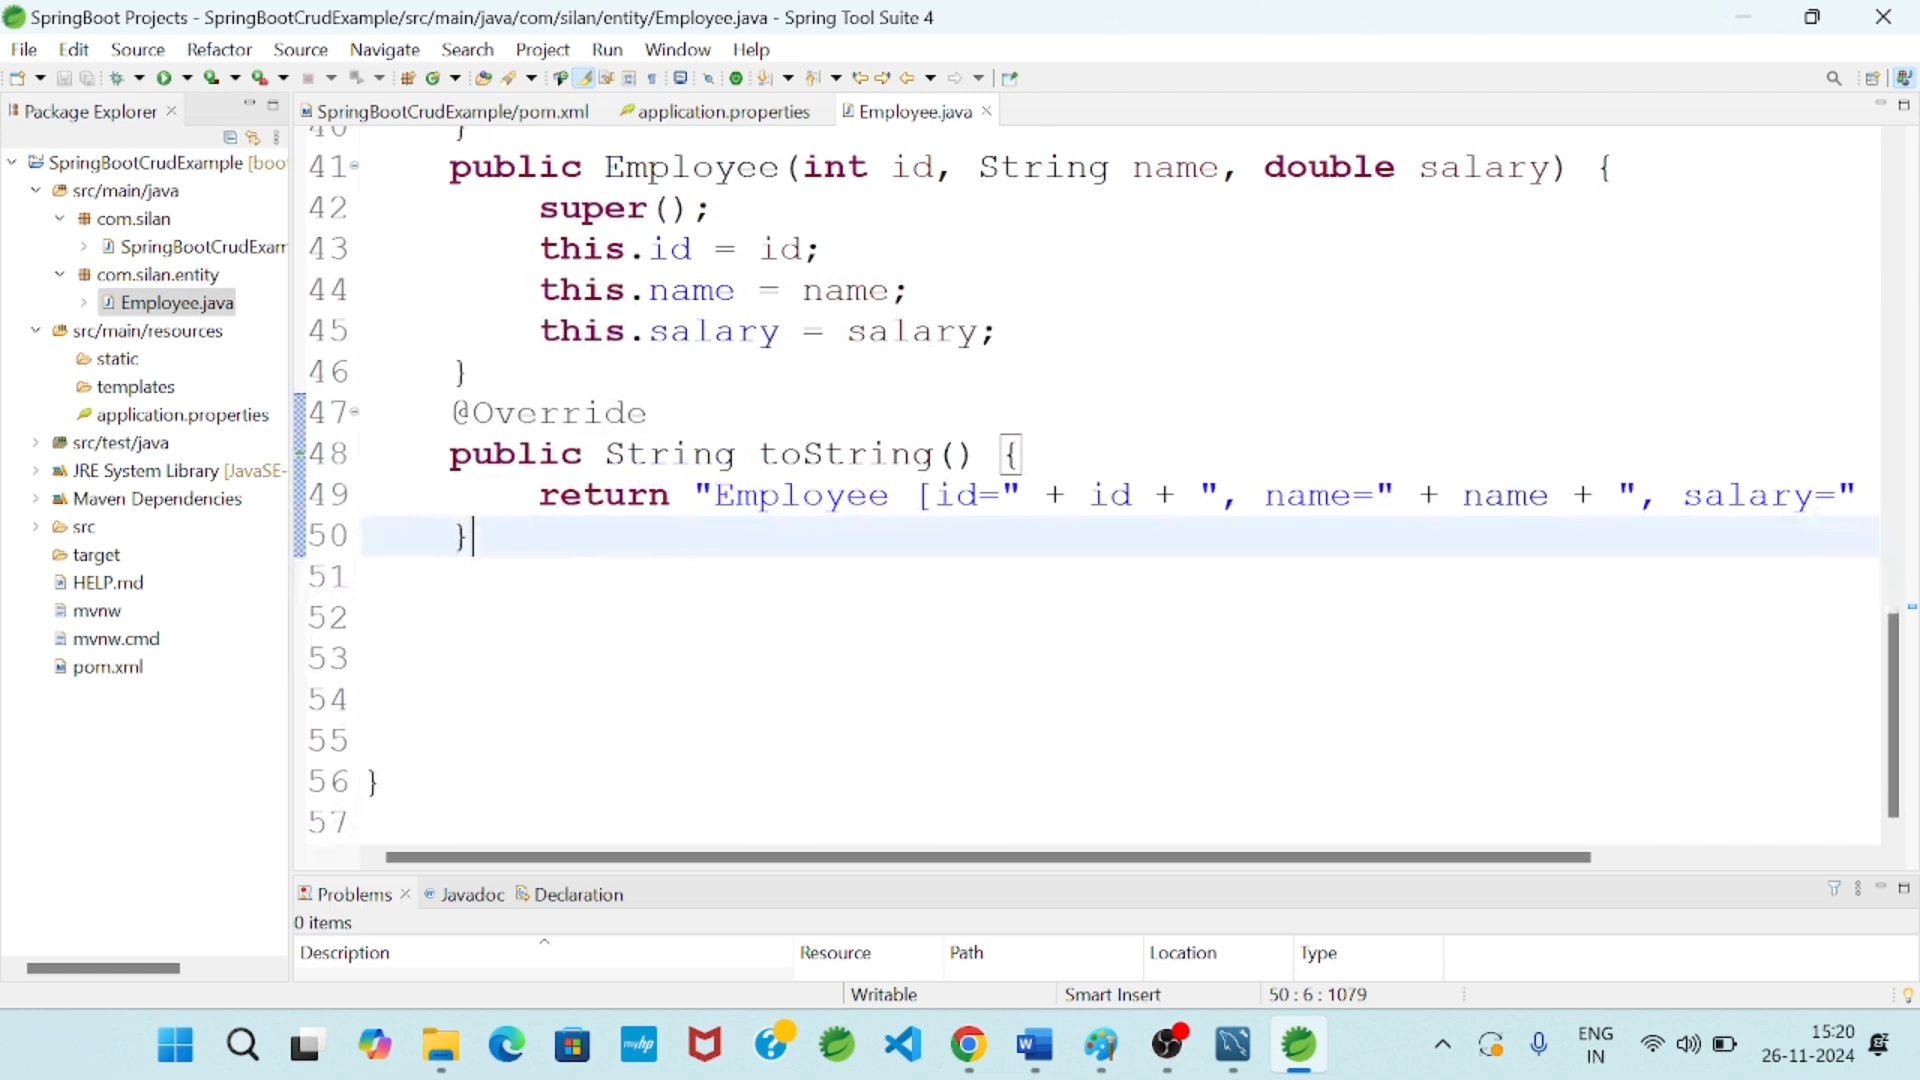 SpringBoot Projects - SpringBootCrudExample/src/main/java/com/silan/entity/Employee.java - Spring Tool Suite 4
File Edit Source Refactor Source Navigate Search Project Run Window Help
Package Explorer
SpringBootCrudExample/pom.xml application.properties Employee.java
SpringBootCrudExample [boo
src/main/java
com.silan
SpringBootCrudExam
com.silan.entity
Employee.java
src/main/resources
static
templates
application.properties
src/test/java
JRE System Library [JavaSE-
Maven Dependencies
src
target
HELP.md
mvnw
mvnw.cmd
pom.xml
40 }
41 public Employee(int id, String name, double salary) {
42 super();
43 this.id = id;
44 this.name = name;
45 this.salary = salary;
46 }
47 @Override
48 public String toString() {
49 return "Employee [id=" + id + ", name=" + name + ", salary="
50 }
51
52
53
54
55
56 }
57
Problems Javadoc Declaration
0 items
Description Resource Path Location Type
Writable Smart Insert 50 : 6 : 1079
myhp
ENG
IN
15:20
26-11-2024